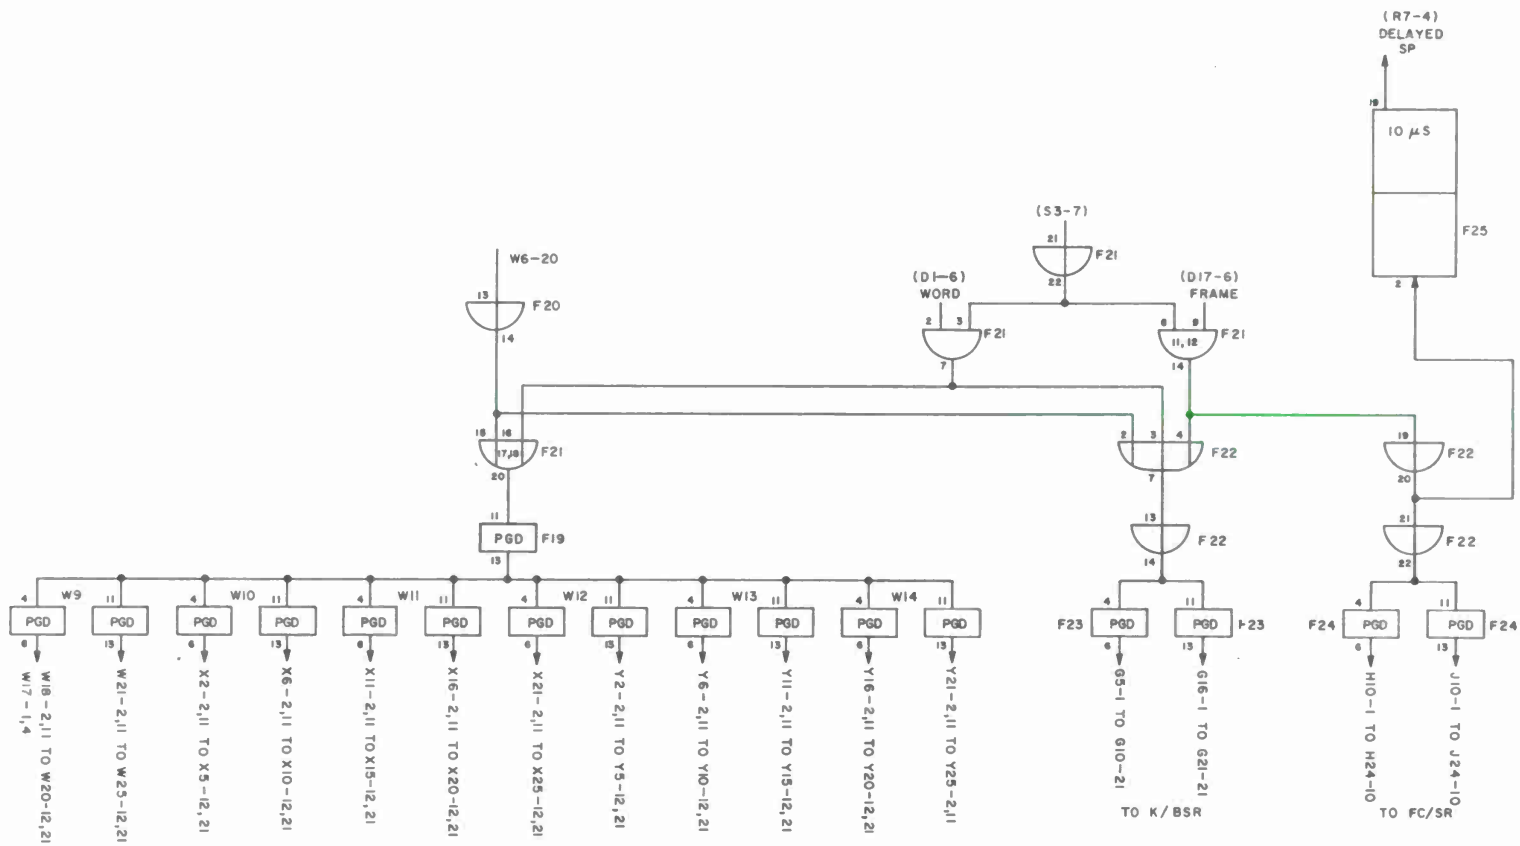 (R7-4)
DELAYED
SP
19
10 μS
F25
2
(S3-7)
21
F21
22
W6-20
13
F20
14
(D1-6)
WORD
2 3
F21
7
(D17-6)
FRAME
8 9
11, 12
F21
14
15 16
17,18
F21
20
2 3 4
F22
7
19
F22
20
11
PGD
F19
13
13
F22
14
21
F22
22
W9 W10 W11 W12 W13 W14
4 11 4 11 4 11 4 11 4 11 4 11 4 11 4 11
PGD PGD PGD PGD PGD PGD PGD PGD PGD PGD PGD PGD F23 PGD PGD F23 F24 PGD PGD F24
6 13 6 13 6 13 6 13 6 13 6 13 6 13 6 13
W18-2,11 TO W20-12,21
W17-1,4
W21-2,11 TO W25-12,21
X2-2,11 TO X5-12,21
X6-2,11 TO X10-12,21
X11-2,11 TO X15-12,21
X16-2,11 TO X20-12,21
X21-2,11 TO X25-12,21
Y2-2,11 TO Y5-12,21
Y6-2,11 TO Y10-12,21
Y11-2,11 TO Y15-12,21
Y16-2,11 TO Y20-12,21
Y21-2,11 TO Y25-2,11
G5-1 TO G10-21
G16-1 TO G21-21
TO K/BSR
H10-1 TO H24-10
J10-1 TO J24-10
TO FC/SR